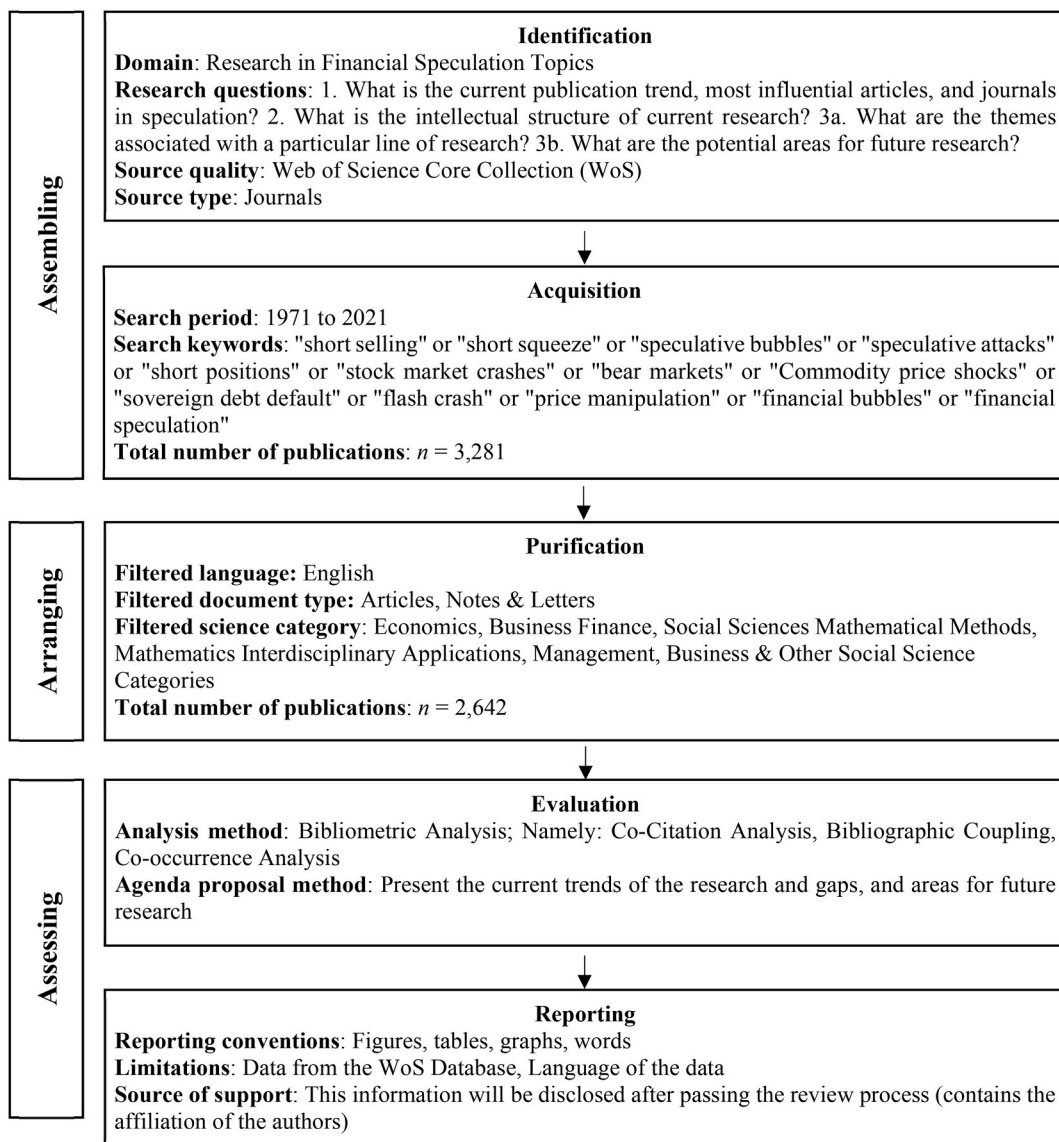 Assembling
Identification
Domain: Research in Financial Speculation Topics
Research questions: 1. What is the current publication trend, most influential articles, and journals
in speculation? 2. What is the intellectual structure of current research? 3a. What are the themes
associated with a particular line of research? 3b. What are the potential areas for future research?
Source quality: Web of Science Core Collection (WoS)
Source type: Journals
Acquisition
Search period: 1971 to 2021
Search keywords: "short selling" or "short squeeze" or "speculative bubbles" or "speculative attacks"
or "short positions" or "stock market crashes" or "bear markets" or "Commodity price shocks" or
"sovereign debt default" or "flash crash" or "price manipulation" or "financial bubbles" or "financial
speculation"
Total number of publications: n = 3,281
Arranging
Purification
Filtered language: English
Filtered document type: Articles, Notes & Letters
Filtered science category: Economics, Business Finance, Social Sciences Mathematical Methods,
Mathematics Interdisciplinary Applications, Management, Business & Other Social Science
Categories
Total number of publications: n = 2,642
Assessing
Evaluation
Analysis method: Bibliometric Analysis; Namely: Co-Citation Analysis, Bibliographic Coupling,
Co-occurrence Analysis
Agenda proposal method: Present the current trends of the research and gaps, and areas for future
research
Reporting
Reporting conventions: Figures, tables, graphs, words
Limitations: Data from the WoS Database, Language of the data
Source of support: This information will be disclosed after passing the review process (contains the
affiliation of the authors)